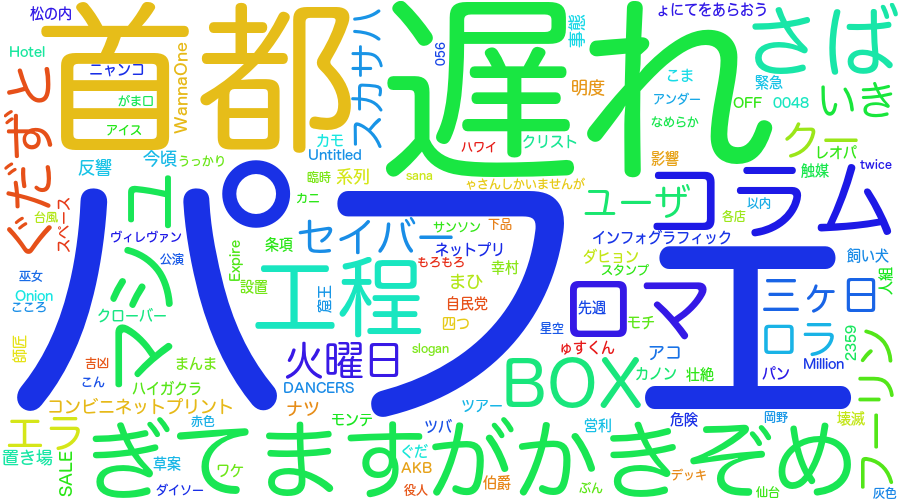 松の内
ょにてをあらおう
首都
遅れ
さば
Hotel
ニャンコ
WannaOne
スカサハ
056
事態
ぐだずと
がま口
アイス
こま
明度
緊急
アンダー
OFF
0048
いき
なめらか
クー
カモ
Untitled
ハワイ
クリスト
レオパ
反響
今頃
うっかり
臨時
系列
sana
ゃさんしかいませんが
影響
触媒
twice
台風
スペース
マシュ
カニ
ユーザ
コラム
以内
各店
ヴィレヴァン
公演
Expire
条項
セイバー
サンソン
下品
ネットプリ
インフォグラフィック
パフエ
巫女
Onion
こころ
設置
工程
もろもろ
まひ
幸村
ダヒョン
スタンプ
飼い犬
人組
クローバー
国王
自民党
四つ
星空
先週
ロマ
モチ
三ヶ日
師匠
吉凶
まんま
火曜日
slogan
ゅすくん
アコ
ロラ
2359
こん
ハイガクラ
DANCERS
BOX
カノン
壮絶
パン
Million
フーリン
コンビニネットプリント
ナツ
ツアー
赤色
モンテ
ツバ
営利
危険
岡野
壊滅
エラ
置き場
SALE
ぎてますがかきぞめ
草案
ワケ
ぐだ
AKB
伯爵
デッキ
ダイソー
役人
ぶん
仙台
灰色